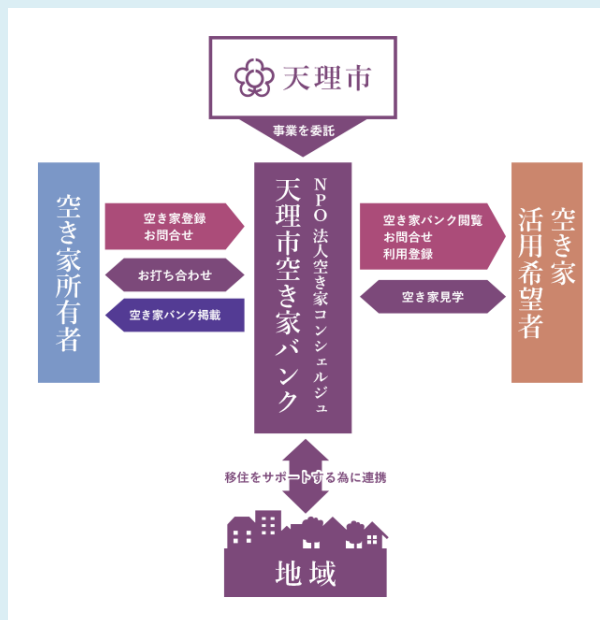 天理市
事業を委託
空き家所有者
空き家登録
お問合せ
お打ち合わせ
空き家バンク掲載
NPO法人空き家コンシェルジュ
天理市空き家バンク
空き家バンク閲覧
お問合せ
利用登録
空き家見学
空き家
活用希望者
移住をサポートする為に連携
地域